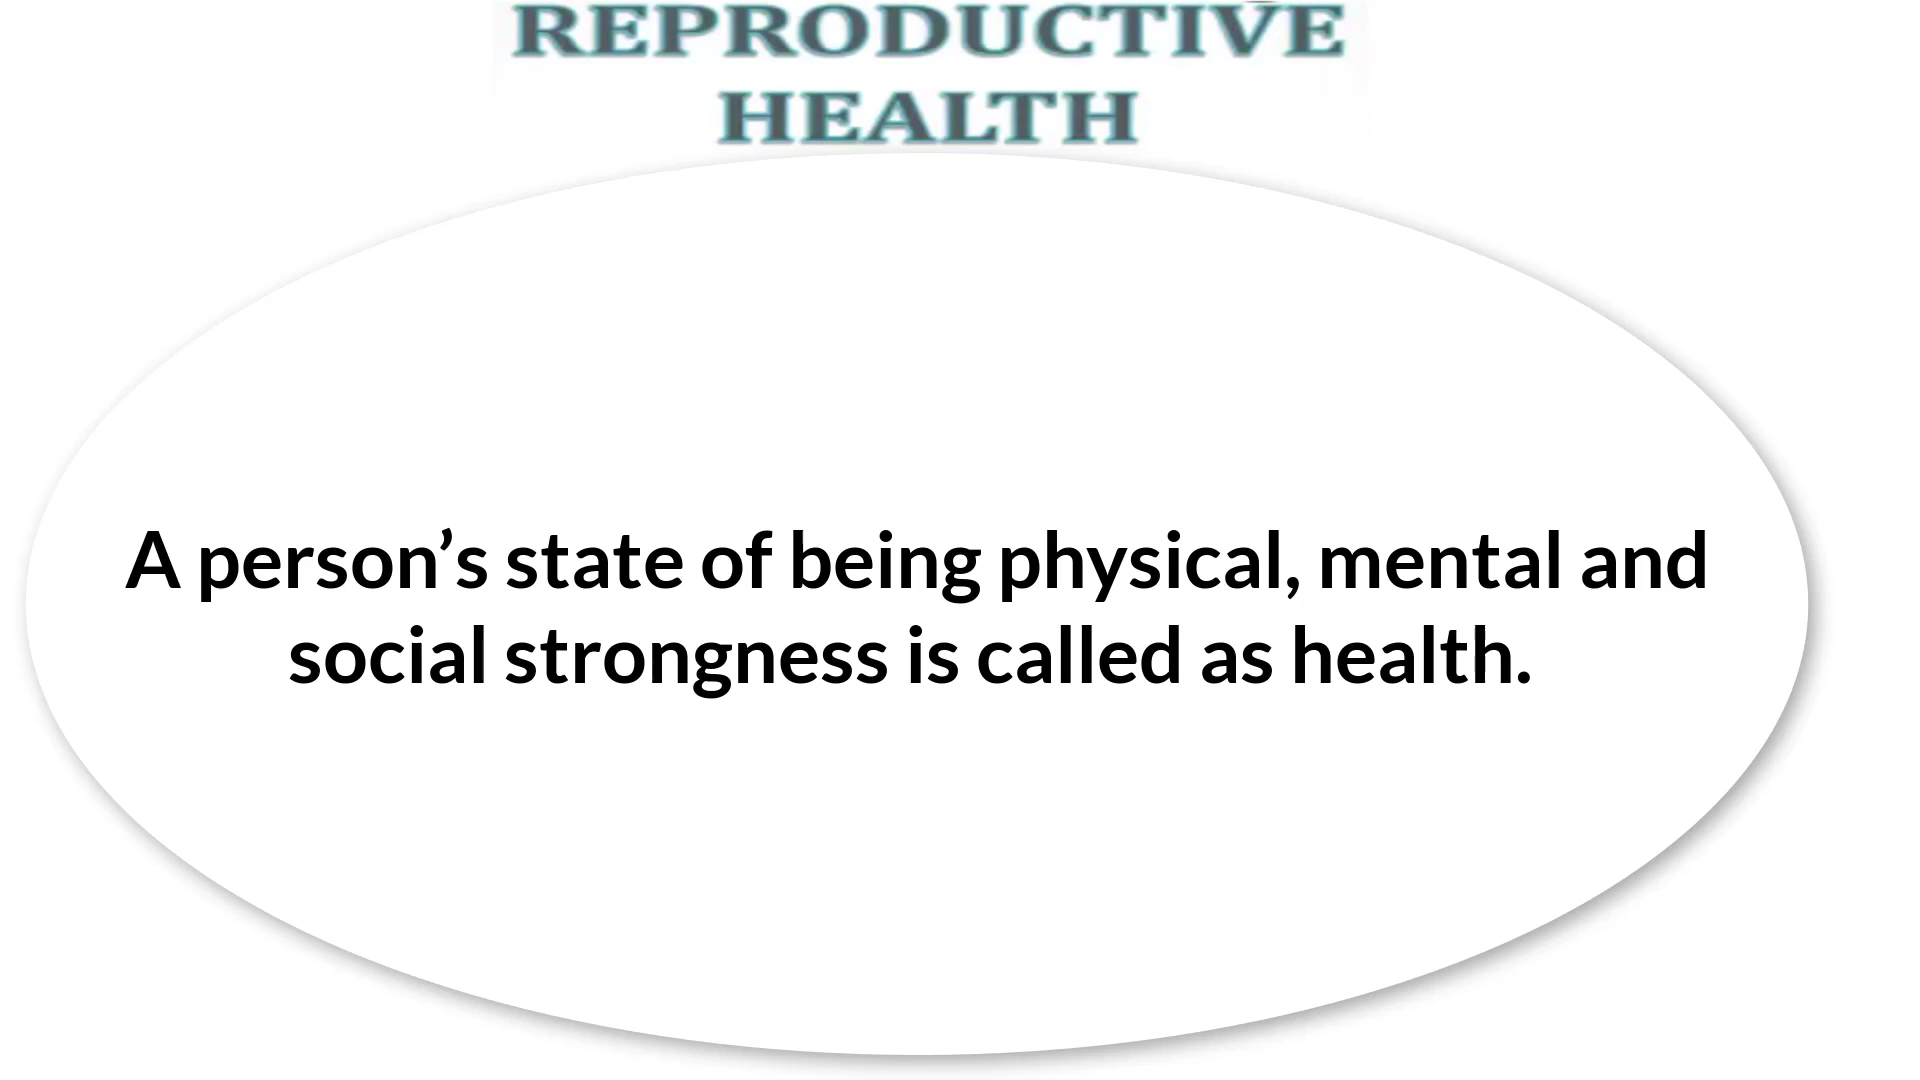 REPRODUCTIVE
HEALTH
A person’s state of being physical, mental and
social strongness is called as health.